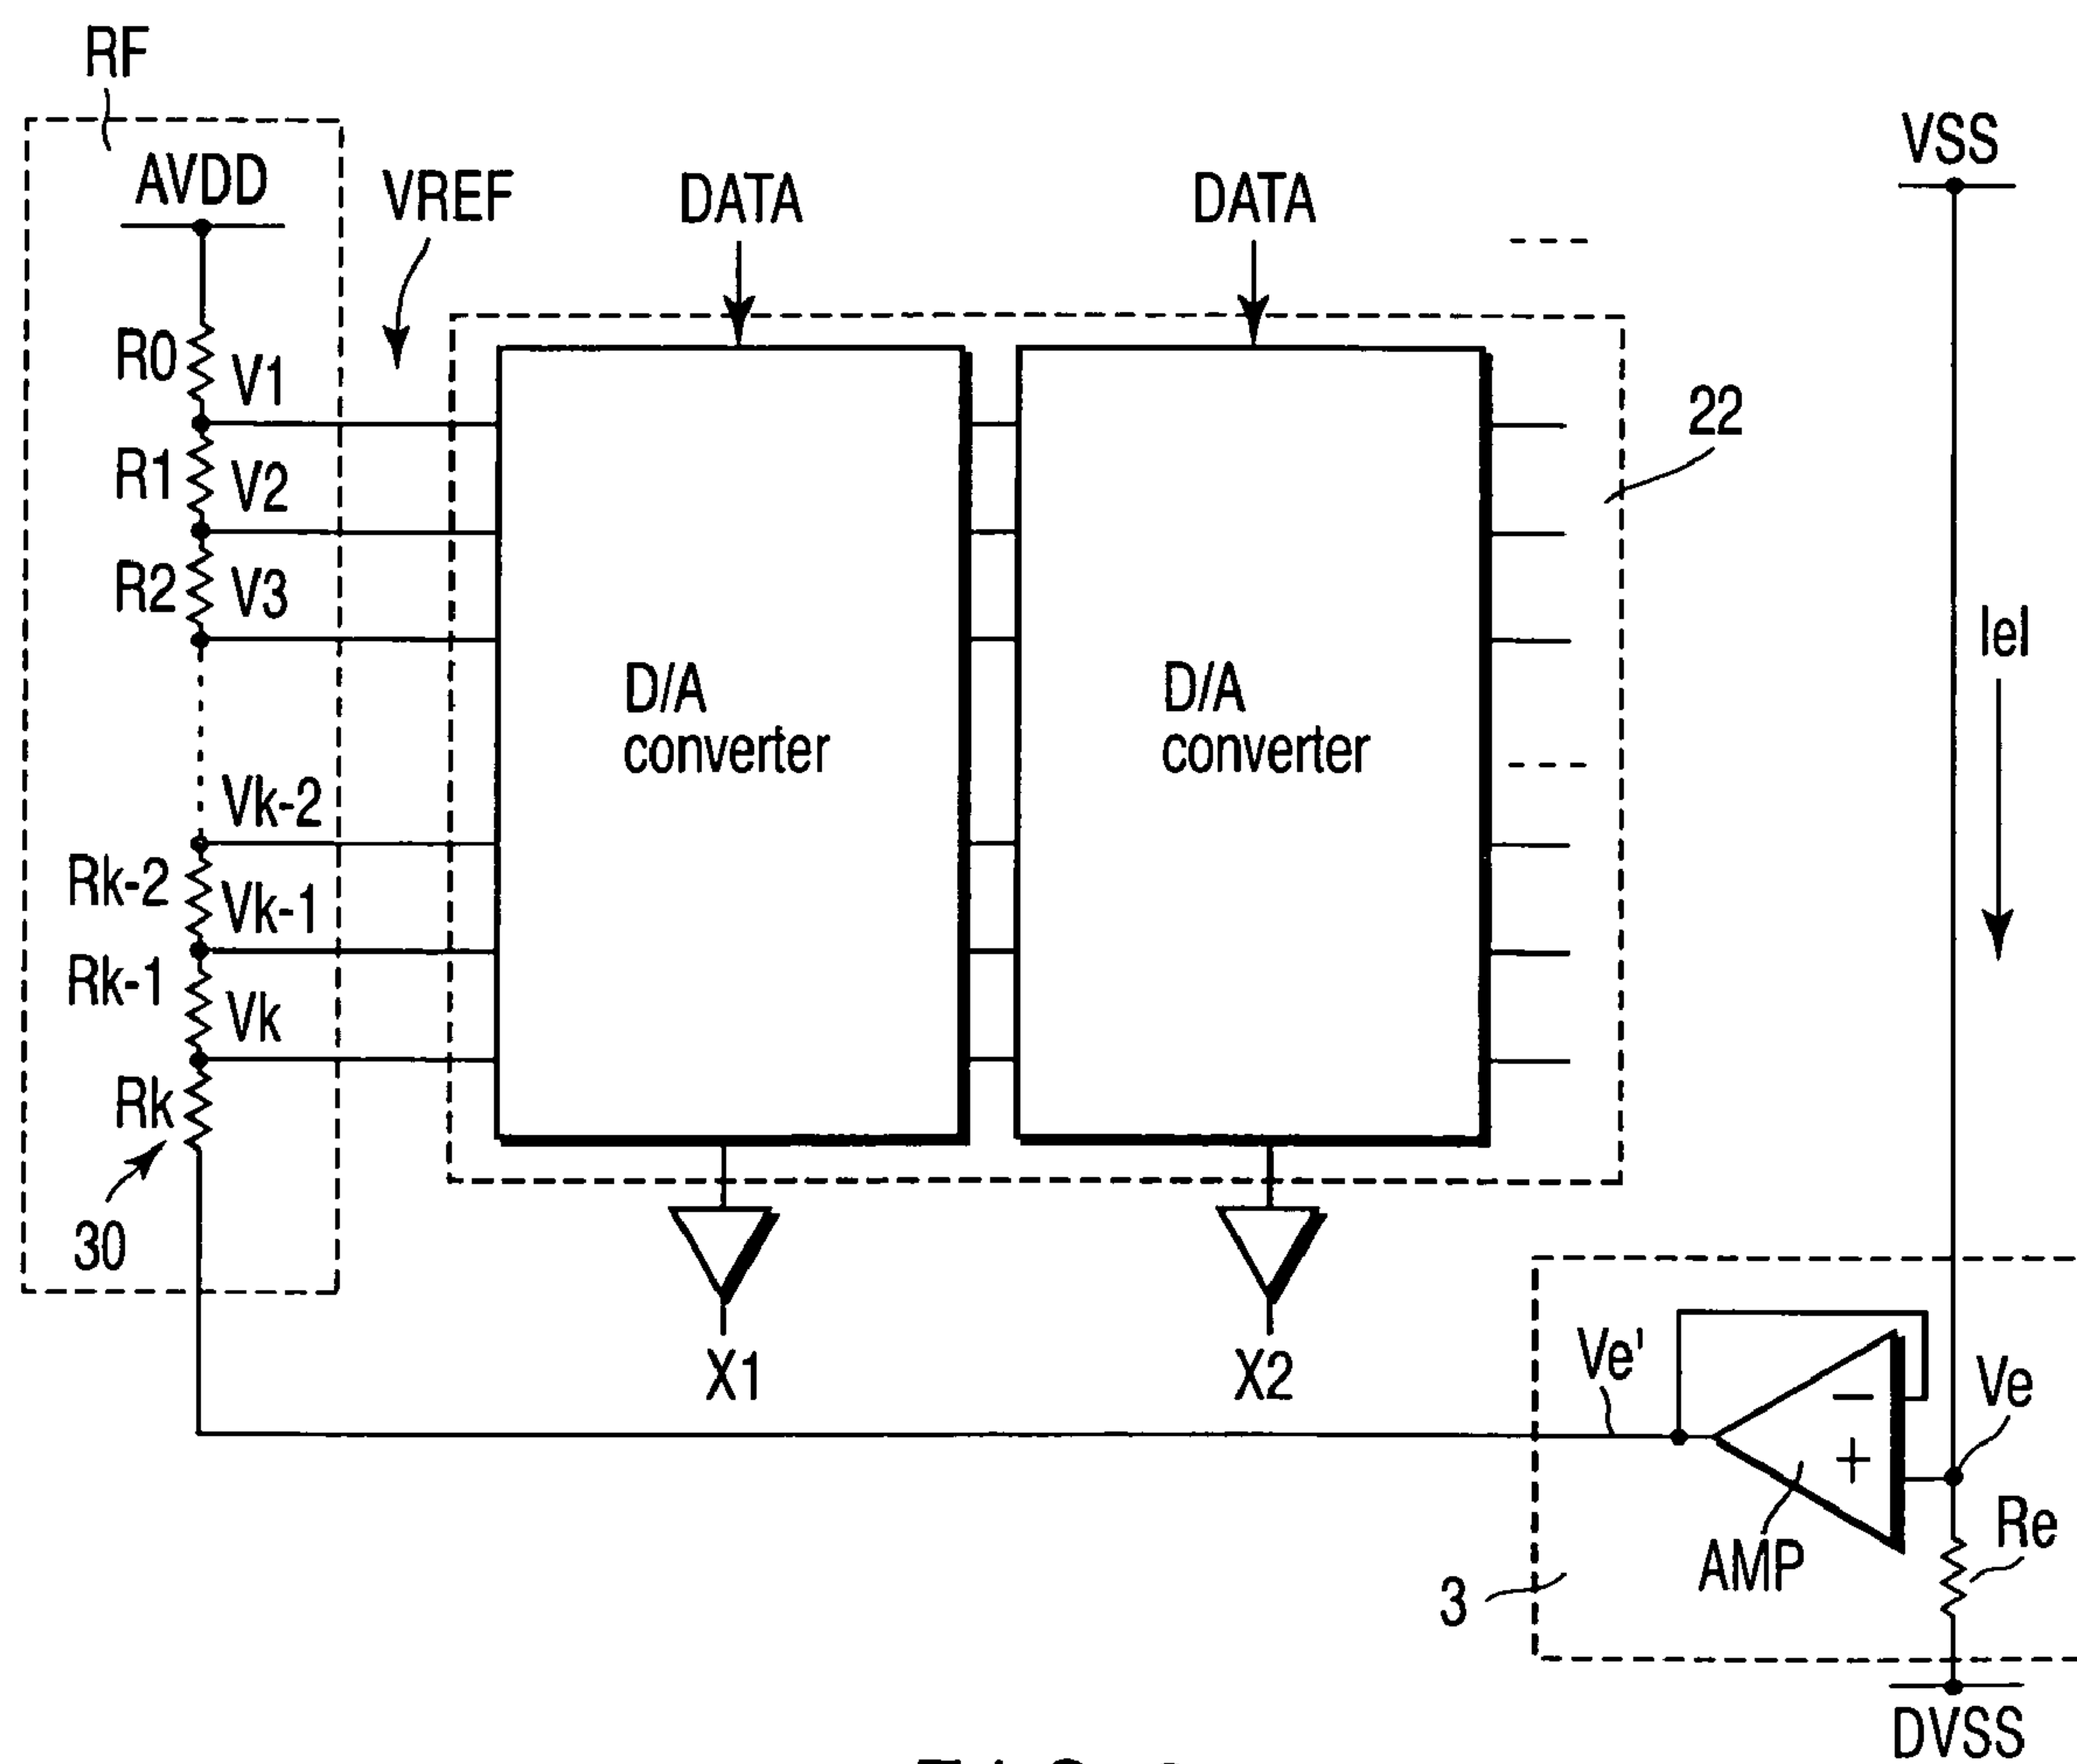 RF
AVDD
VREF
DATA
DATA
VSS
R0
V1
22
R1
V2
R2
V3
Iel
D/A
converter
D/A
converter
Vk-2
Rk-2
Vk-1
Rk-1
Vk
Rk
30
X1
X2
Ve'
Ve
−
+
Re
AMP
3
DVSS